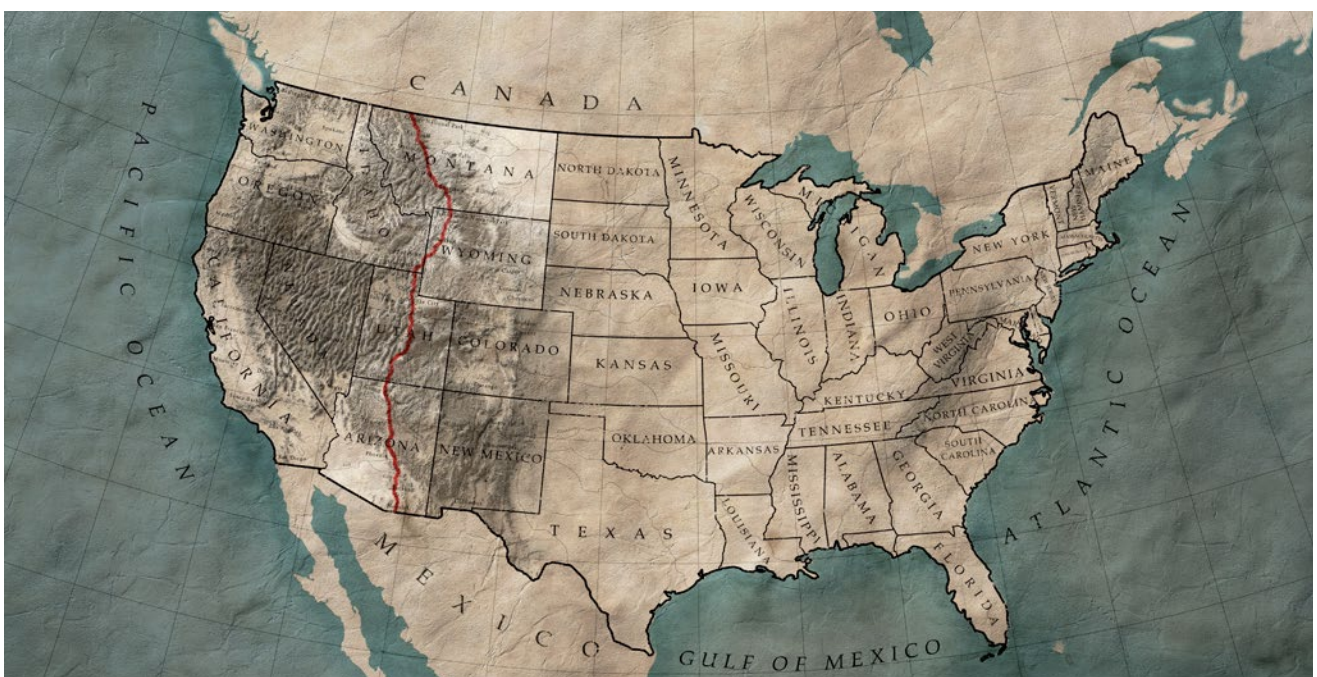 CANADA
PACIFIC OCEAN
WASHINGTON
MONTANA
IDAHO
OREGON
NORTH DAKOTA
MINNESOTA
MAINE
WISCONSIN
SOUTH DAKOTA
WYOMING
NEW YORK
CALIFORNIA
NEBRASKA
IOWA
PENNSYLVANIA
ILLINOIS
INDIANA
OHIO
UTAH
COLORADO
KANSAS
MISSOURI
WEST
VIRGINIA
VIRGINIA
KENTUCKY
ARIZONA
NEW MEXICO
OKLAHOMA
ARKANSAS
TENNESSEE
NORTH CAROLINA
SOUTH
CAROLINA
MISSISSIPPI
ALABAMA
GEORGIA
TEXAS
LOUISIANA
FLORIDA
ATLANTIC OCEAN
MEXICO
GULF OF MEXICO